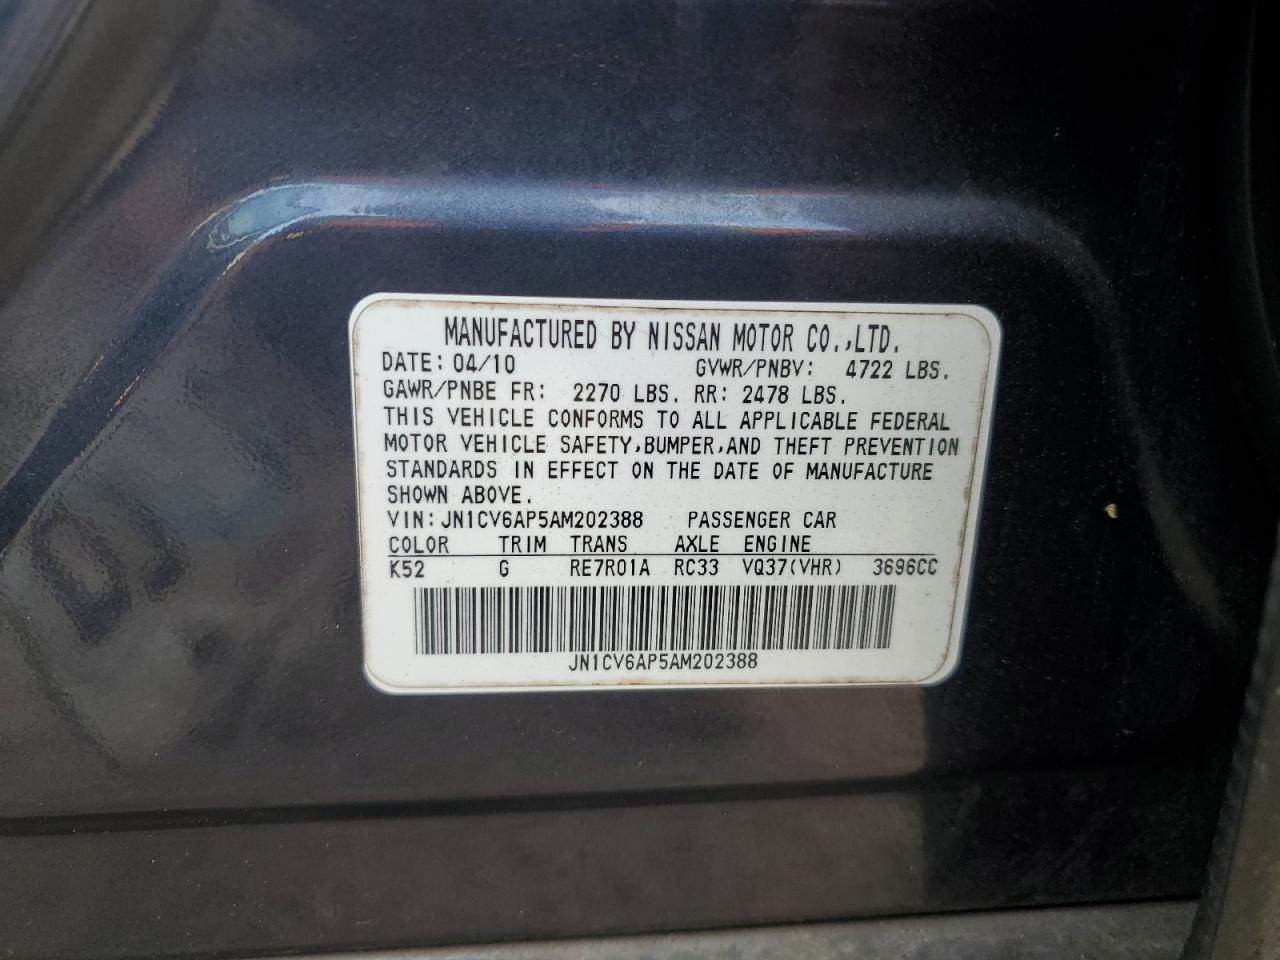 MANUFACTURED BY NISSAN MOTOR CO.,LTD.
DATE: 04/10 GVWR/PNBV: 4722 LBS.
GAWR/PNBE FR: 2270 LBS. RR: 2478 LBS.
THIS VEHICLE CONFORMS TO ALL APPLICABLE FEDERAL
MOTOR VEHICLE SAFETY,BUMPER,AND THEFT PREVENTION
STANDARDS IN EFFECT ON THE DATE OF MANUFACTURE
SHOWN ABOVE.
VIN:JN1CV6AP5AM202388 PASSENGER CAR
COLOR TRIM TRANS AXLE ENGINE
K52 G RE7R01A RC33 VQ37(VHR) 3696CC
JN1CV6AP5AM202388